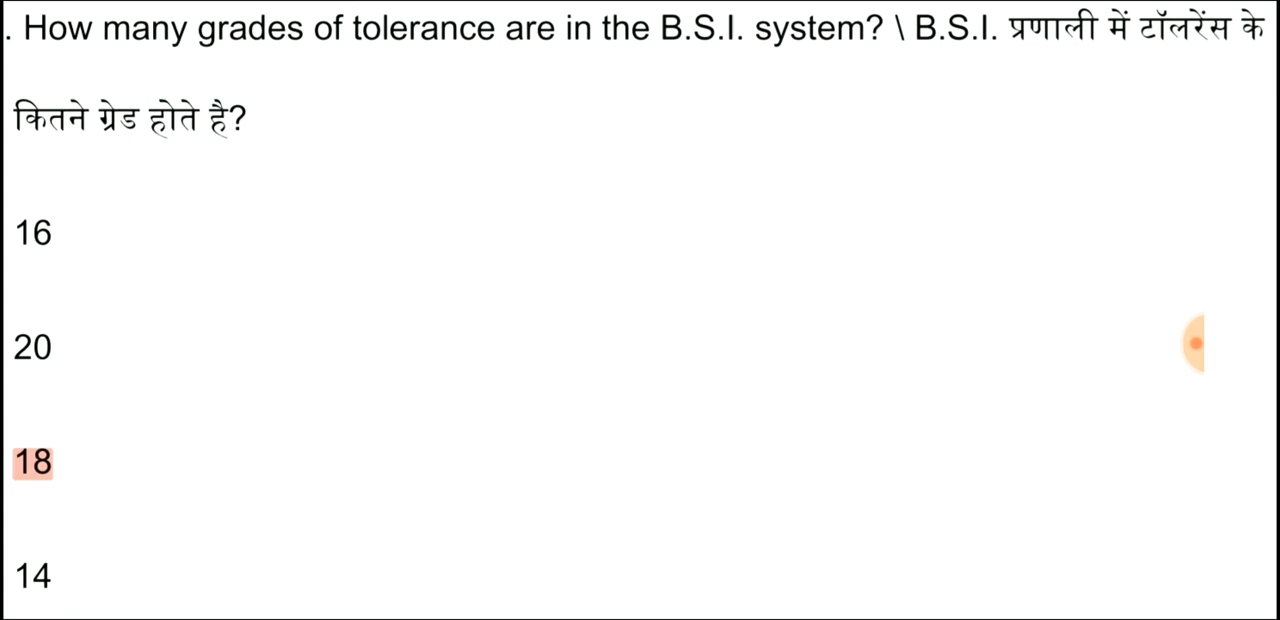 . How many grades of tolerance are in the B.S.I. system? \ B.S.I. प्रणाली में टॉलरेंस के
कितने ग्रेड होते है?
16
20
18
14